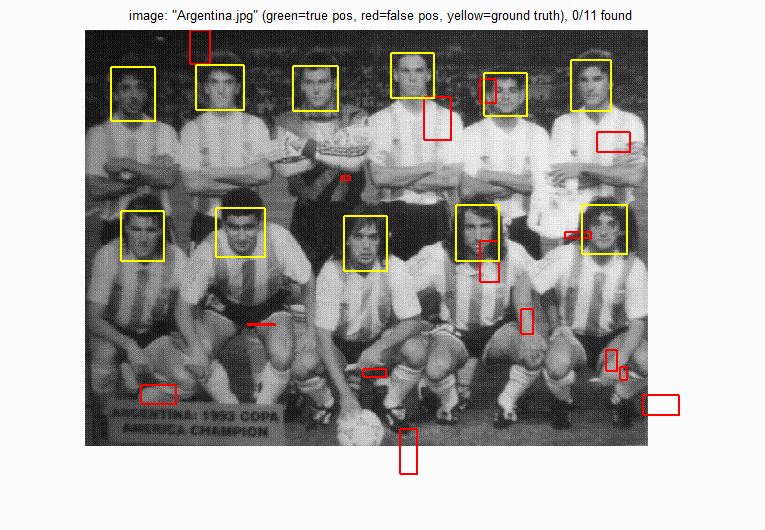 image: "Argentina.jpg" (green=true pos, red=false pos, yellow=ground truth), 0/11 found
ARGENTINA: 1993 COPA
AMERICA CHAMPION